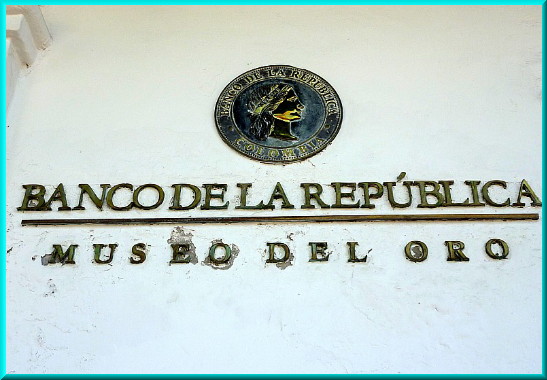 BANCO DE LA REPUBLICA
COLOMBIA
BANCO DE LA REPÚBLICA
MUSEO DEL ORO